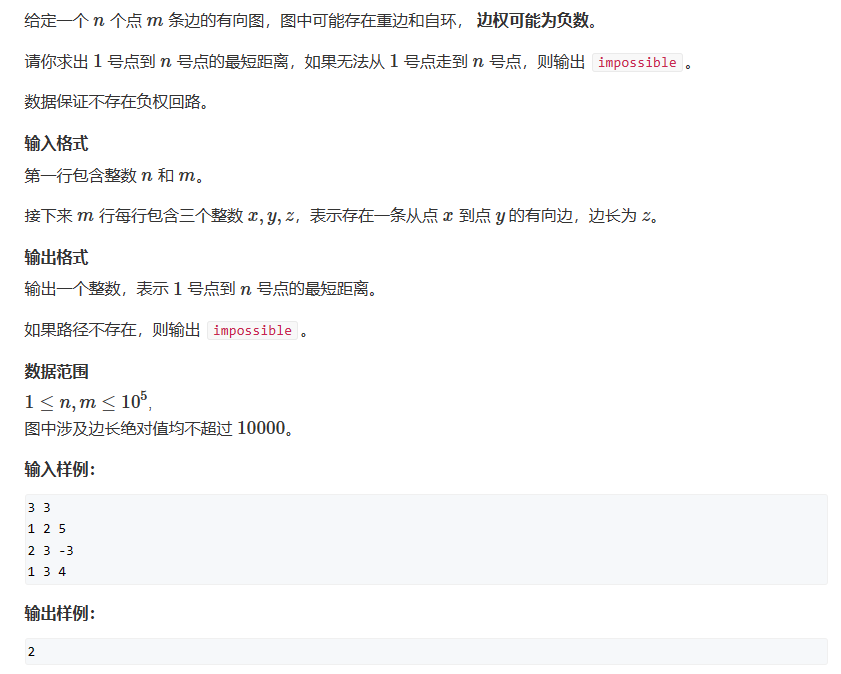 给定一个 n 个点 m 条边的有向图，图中可能存在重边和自环， 边权可能为负数。
请你求出 1 号点到 n 号点的最短距离，如果无法从 1 号点走到 n 号点，则输出 impossible 。
数据保证不存在负权回路。
输入格式
第一行包含整数 n 和 m。
接下来 m 行每行包含三个整数 x, y, z，表示存在一条从点 x 到点 y 的有向边，边长为 z。
输出格式
输出一个整数，表示 1 号点到 n 号点的最短距离。
如果路径不存在，则输出 impossible 。
数据范围
1 ≤ n, m ≤ 10⁵,
图中涉及边长绝对值均不超过 10000。
输入样例：
3 3
1 2 5
2 3 -3
1 3 4
输出样例：
2